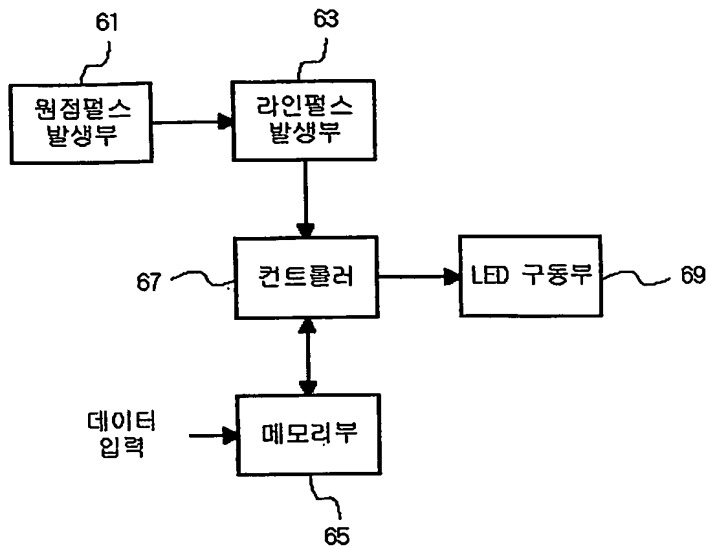 61
63
원점펄스
발생부
라인펄스
발생부
67
컨트롤러
LED 구동부
69
데이터
입력
메모리부
65